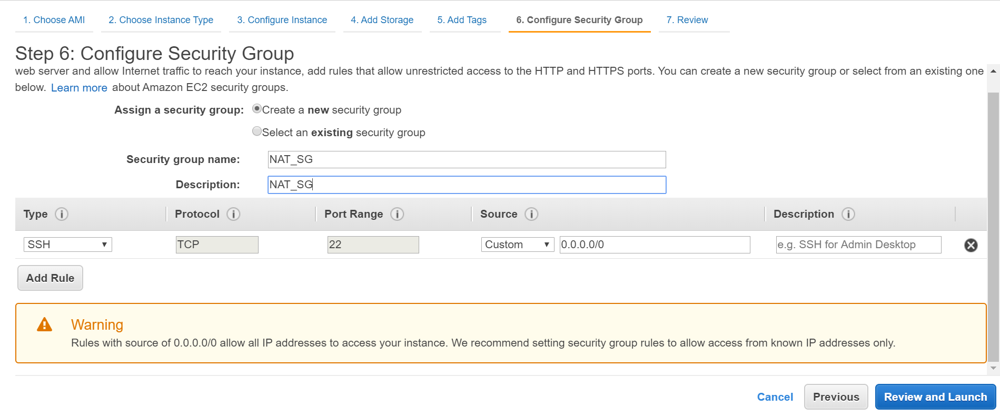 1. Choose AMI 2. Choose Instance Type 3. Configure Instance 4. Add Storage 5. Add Tags 6. Configure Security Group 7. Review
Step 6: Configure Security Group
web server and allow Internet traffic to reach your instance, add rules that allow unrestricted access to the HTTP and HTTPS ports. You can create a new security group or select from an existing one
below. Learn more about Amazon EC2 security groups.
Assign a security group: Create a new security group
Select an existing security group
Security group name: NAT_SG
Description: NAT_SG
Type i Protocol i Port Range i Source i Description i
SSH TCP 22 Custom 0.0.0.0/0 e.g. SSH for Admin Desktop
Add Rule
Warning
Rules with source of 0.0.0.0/0 allow all IP addresses to access your instance. We recommend setting security group rules to allow access from known IP addresses only.
Cancel Previous Review and Launch